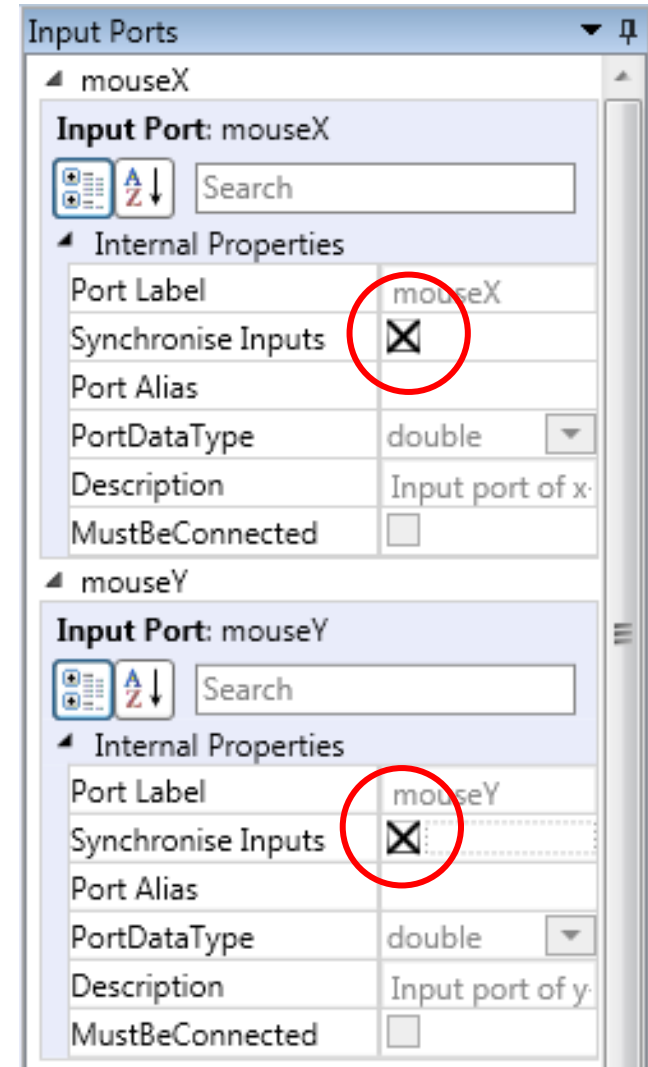 Input Ports
mouseX
Input Port: mouseX
Search
Internal Properties
Port Label mouseX
Synchronise Inputs
Port Alias
PortDataType double
Description Input port of x-
MustBeConnected
mouseY
Input Port: mouseY
Search
Internal Properties
Port Label mouseY
Synchronise Inputs
Port Alias
PortDataType double
Description Input port of y-
MustBeConnected